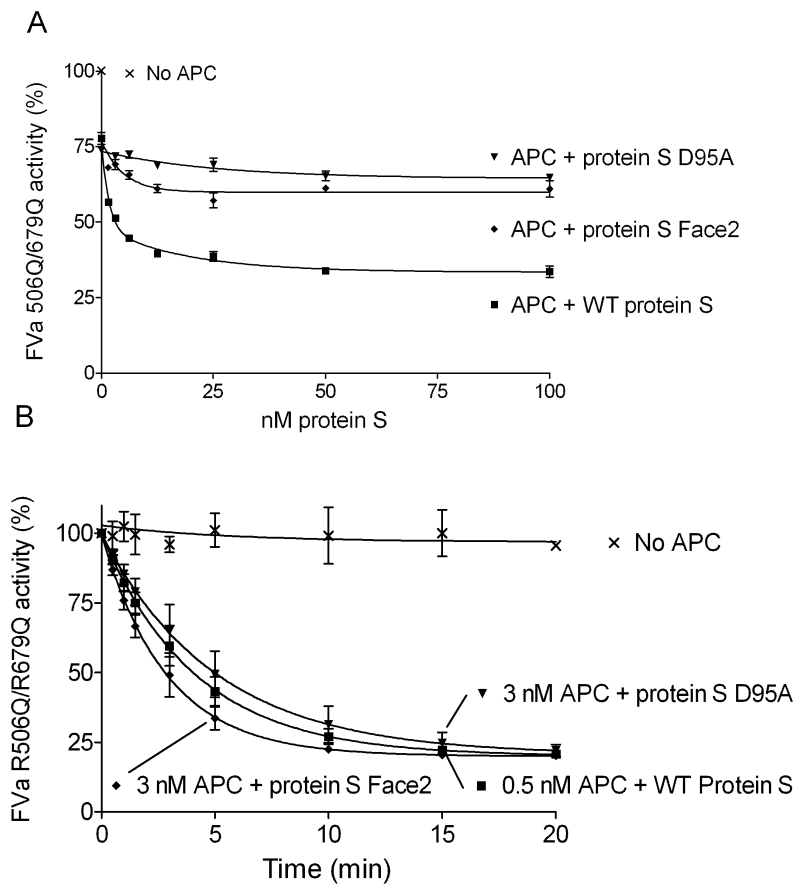 A
FVa 506Q/679Q activity (%)
100
75
50
25
0
No APC
APC + protein S D95A
APC + protein S Face2
APC + WT protein S
0 25 50 75 100
nM protein S
B
FVa R506Q/R679Q activity (%)
100
75
50
25
0
No APC
3 nM APC + protein S D95A
3 nM APC + protein S Face2
0.5 nM APC + WT Protein S
0 5 10 15 20
Time (min)